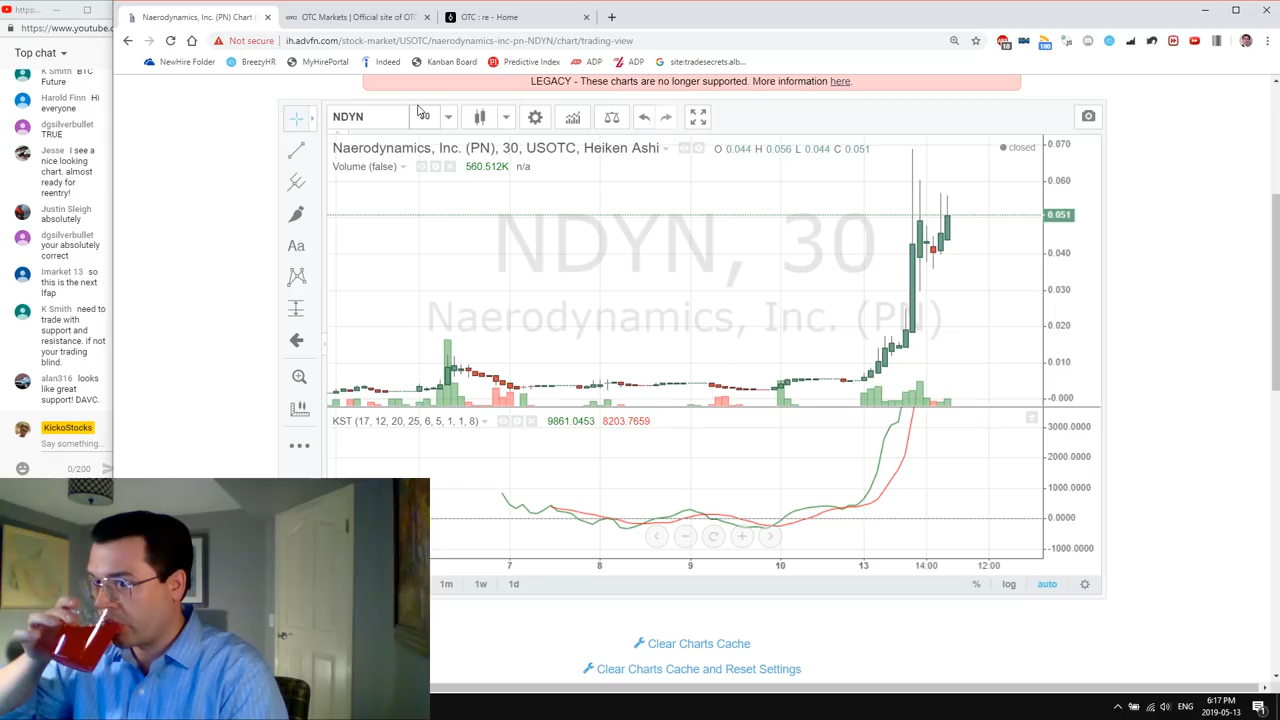 https:...
https://www.youtube.co
Top chat
K Smith BTC
Future
Harold Finn Hi
everyone
dgsilverbullet
TRUE
Jesse I see a
nice looking
chart. almost
ready for
reentry!
Justin Sleigh
absolutely
dgsilverbullet
your absolutely
correct
Imarket 13 so
this is the next
Ifap
K Smith need to
trade with
support and
resistance. if not
your trading
blind.
alan316 looks
like great
support! DAVC.
KickoStocks
Say something...
0/200
Naerodynamics, Inc. (PN) Chart (
OTC Markets | Official site of OTC
OTC : re - Home
Not secure
ih.advfn.com/stock-market/USOTC/naerodynamics-inc-pn-NDYN/chart/trading-view
NewHire Folder
BreezyHR
MyHirePortal
Indeed
Kanban Board
Predictive Index
ADP
ADP
site:tradesecrets.alb...
LEGACY - These charts are no longer supported. More information here.
NDYN
30
Naerodynamics, Inc. (PN), 30, USOTC, Heiken Ashi
O 0.044 H 0.056 L 0.044 C 0.051
closed
Volume (false)
560.512K n/a
NDYN, 30
Naerodynamics, Inc. (PN)
Aa
0.070
0.060
0.051
0.040
0.030
0.020
0.010
-0.000
KST (17, 12, 20, 25, 6, 5, 1, 1, 8)
9861.0453 8203.7659
3000.0000
2000.0000
1000.0000
0.0000
-1000.0000
7 8 9 10 13 14:00 12:00
1m 1w 1d
% log auto
Clear Charts Cache
Clear Charts Cache and Reset Settings
ENG
6:17 PM
2019-05-13